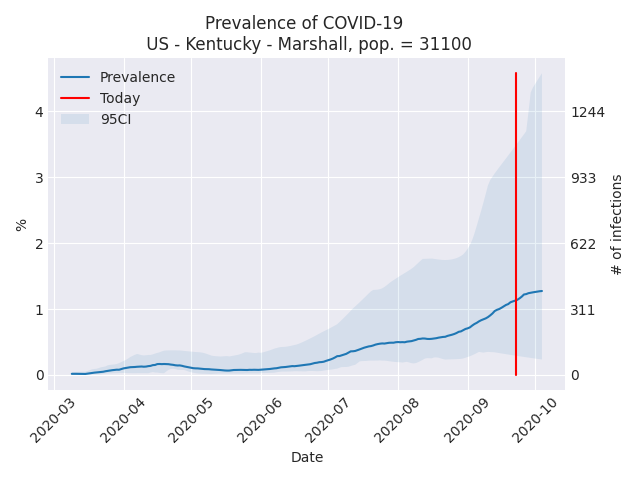 Prevalence of COVID-19
US - Kentucky - Marshall, pop. = 31100
Prevalence
Today
95CI
4
3
2
1
0
%
1244
933
622
311
0
# of infections
2020-03
2020-04
2020-05
2020-06
2020-07
2020-08
2020-09
2020-10
Date